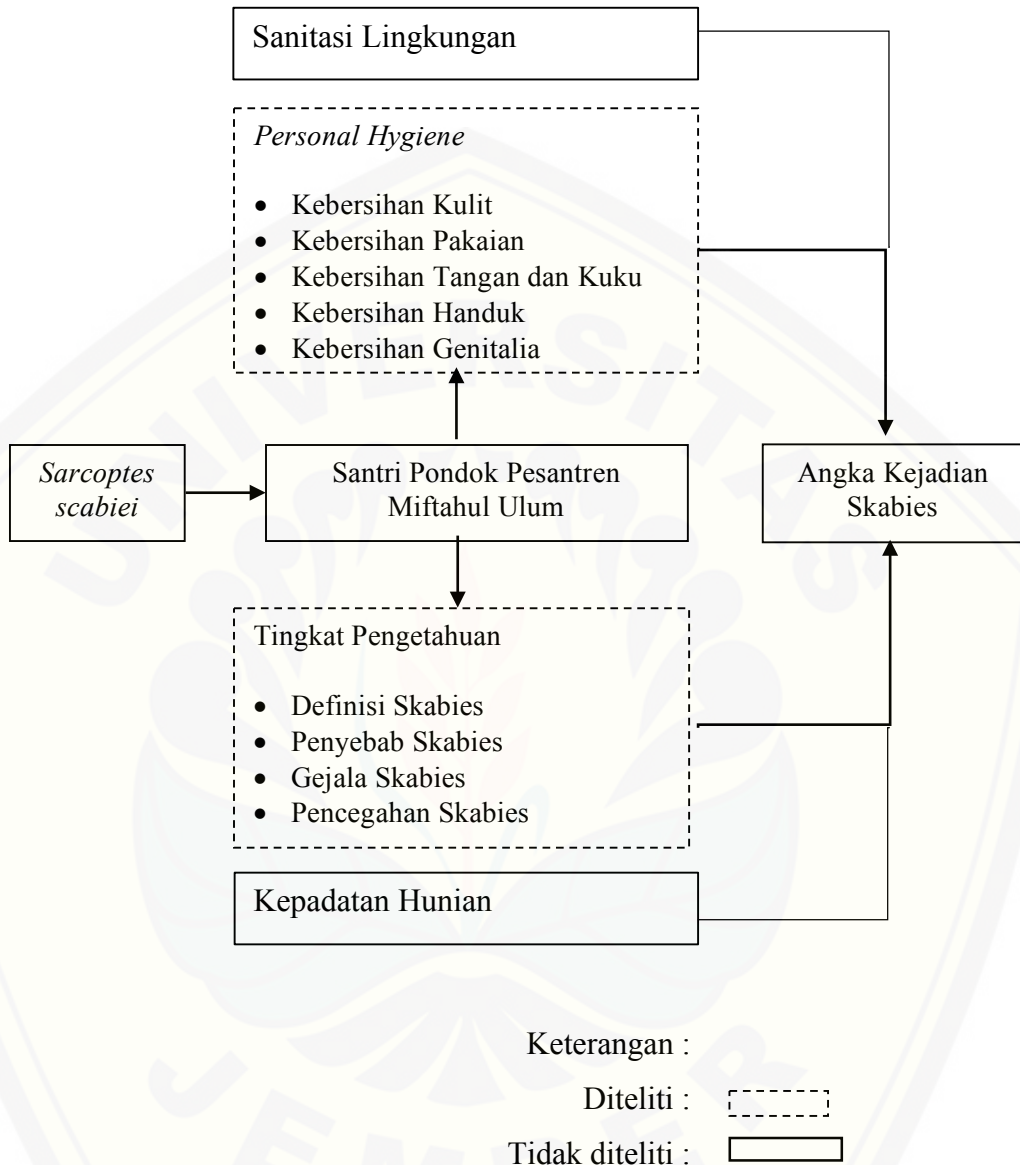 Sanitasi Lingkungan
Personal Hygiene
• Kebersihan Kulit
• Kebersihan Pakaian
• Kebersihan Tangan dan Kuku
• Kebersihan Handuk
• Kebersihan Genitalia
Sarcoptes
scabiei
Santri Pondok Pesantren
Miftahul Ulum
Angka Kejadian
Skabies
Tingkat Pengetahuan
• Definisi Skabies
• Penyebab Skabies
• Gejala Skabies
• Pencegahan Skabies
Kepadatan Hunian
Keterangan :
Diteliti :
Tidak diteliti :
UNIVERSITAS
JEMBER